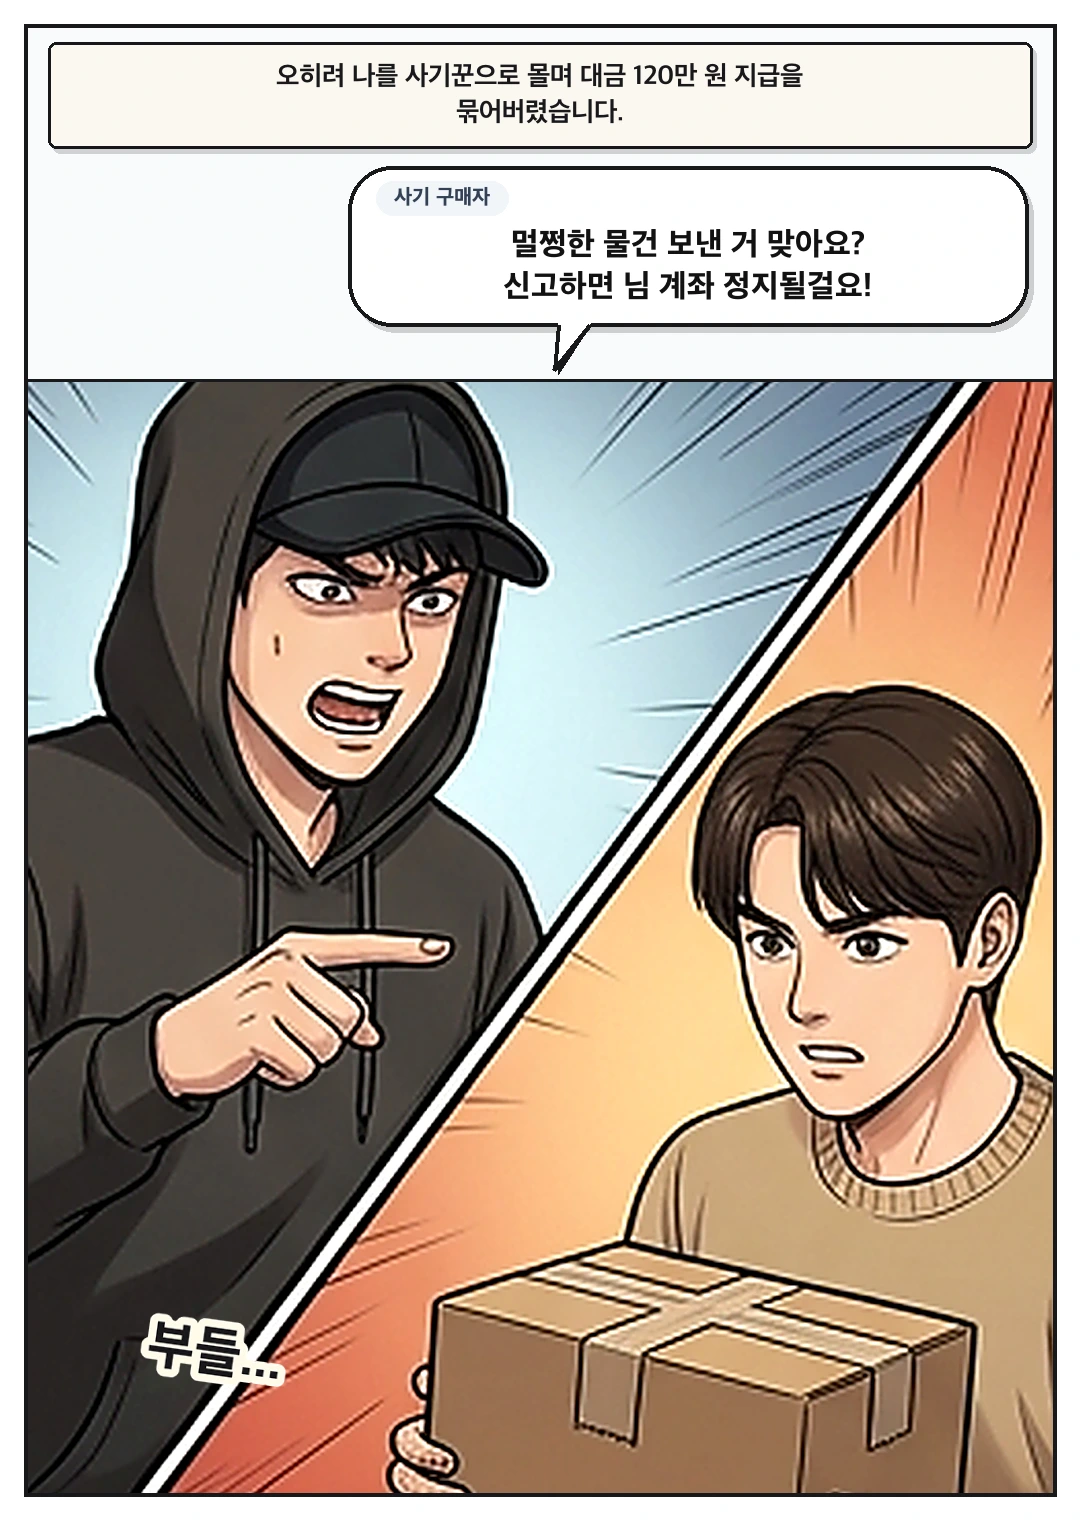 오히려 나를 사기꾼으로 몰며 대금 120만 원 지급을
묶어버렸습니다.
사기 구매자
멀쩡한 물건 보낸 거 맞아요?
신고하면 님 계좌 정지될걸요!
부들...